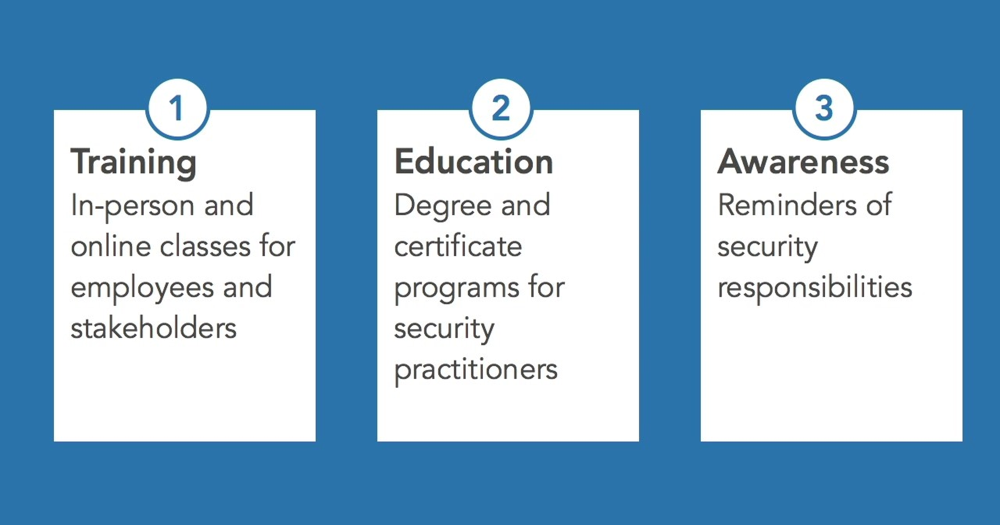 1
Training
In-person and
online classes for
employees and
stakeholders
2
Education
Degree and
certificate
programs for
security
practitioners
3
Awareness
Reminders of
security
responsibilities